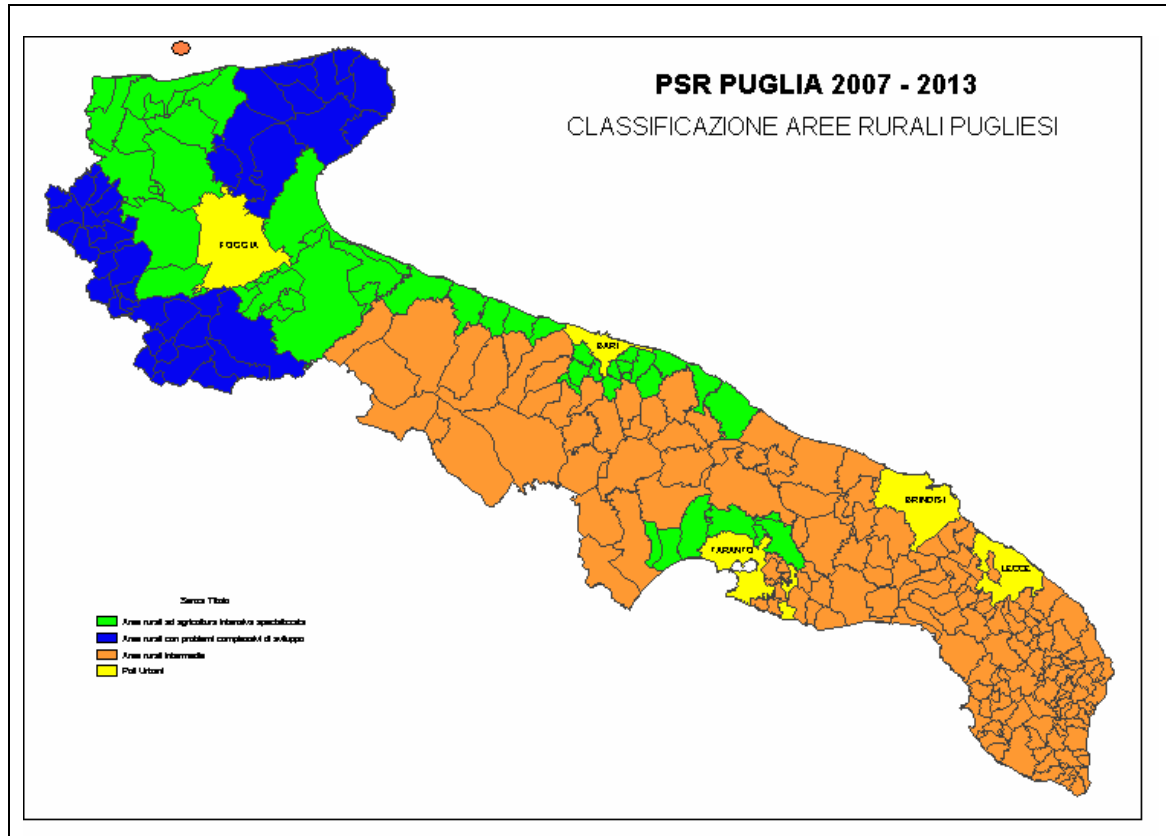 PSR PUGLIA 2007 - 2013
CLASSIFICAZIONE AREE RURALI PUGLIESI
FOGGIA
BARI
BRINDISI
TARANTO
LECCE
Senza Titolo
Aree rurali ad agricoltura intensiva specializzata
Aree rurali con problemi complessivi di sviluppo
Aree rurali intermedie
Poli Urbani